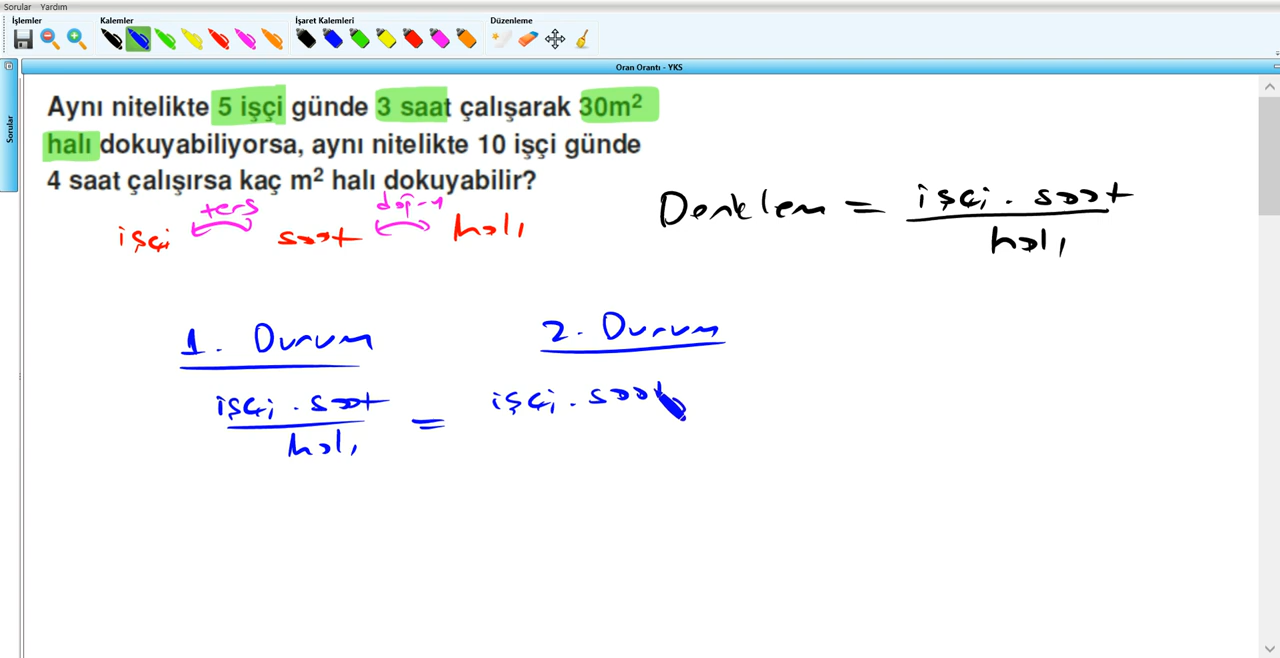 Sorular Yardım
İşlemler Kalemler İşaret Kalemleri Düzenleme
Oran Orantı - YKS
Sorular
Aynı nitelikte 5 işçi günde 3 saat çalışarak 30m²
halı dokuyabiliyorsa, aynı nitelikte 10 işçi günde
4 saat çalışırsa kaç m² halı dokuyabilir?
ters
işçi saat halı
Denklem = işçi . saat
halı
1. Durum 2. Durum
işçi . saat = işçi . saat
halı